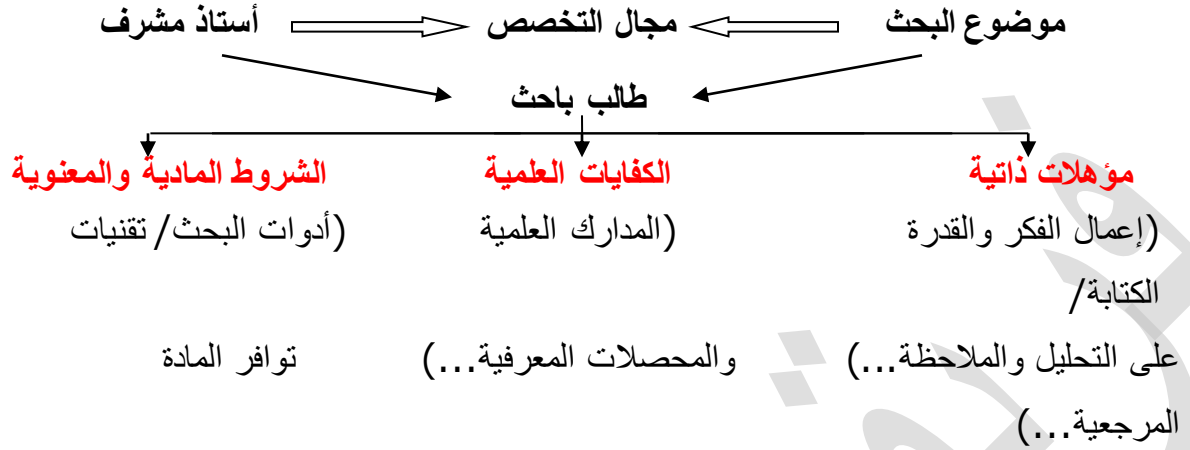 موضوع البحث مجال التخصص أستاذ مشرف
طالب باحث
مؤهلات ذاتية الكفايات العلمية الشروط المادية والمعنوية
(إعمال الفكر والقدرة (المدارك العلمية (أدوات البحث/ تقنيات
الكتابة/
على التحليل والملاحظة...) والمحصلات المعرفية...) توافر المادة
المرجعية...)